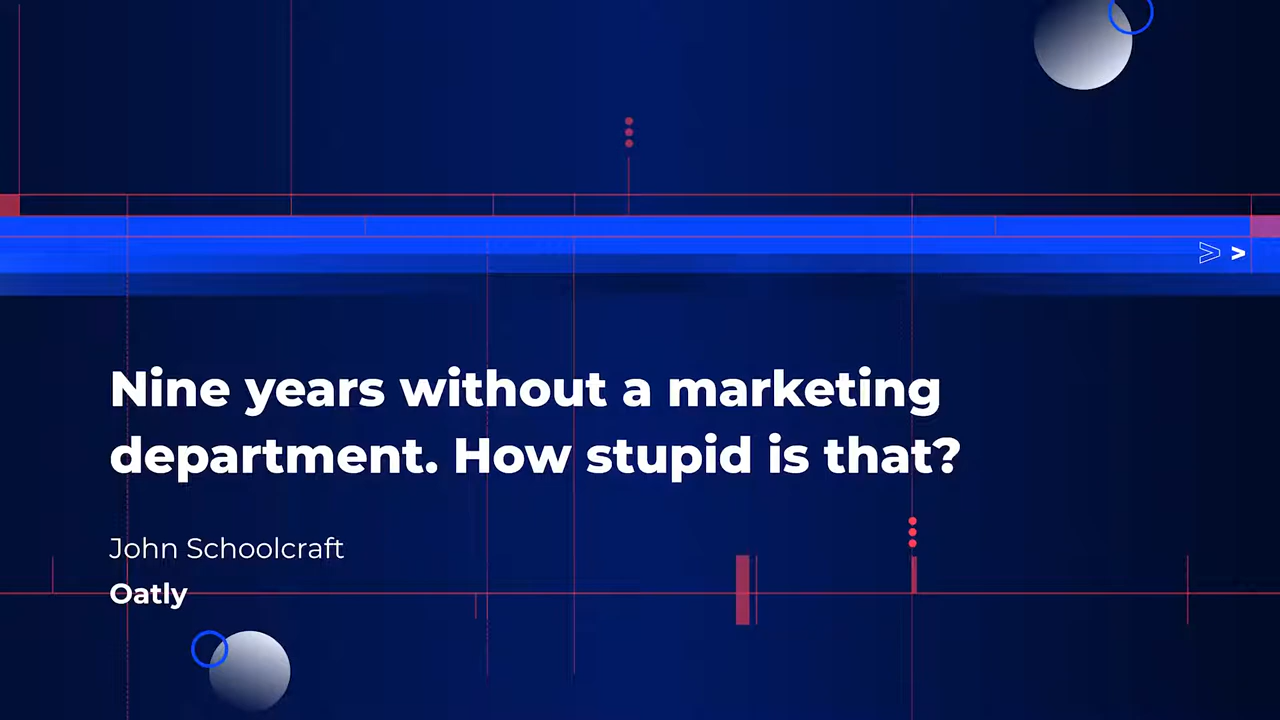 Nine years without a marketing
department. How stupid is that?
John Schoolcraft
Oatly